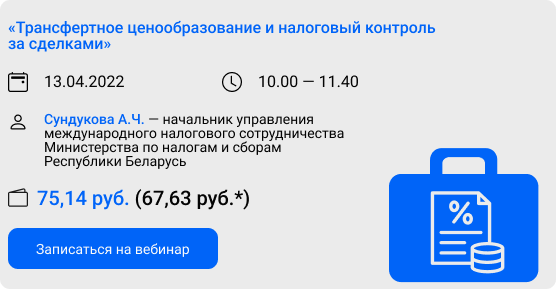 «Трансфертное ценообразование и налоговый контроль
за сделками»
13.04.2022
10.00 — 11.40
Сундукова А.Ч. — начальник управления
международного налогового сотрудничества
Министерства по налогам и сборам
Республики Беларусь
75,14 руб. (67,63 руб.*)
%
Записаться на вебинар